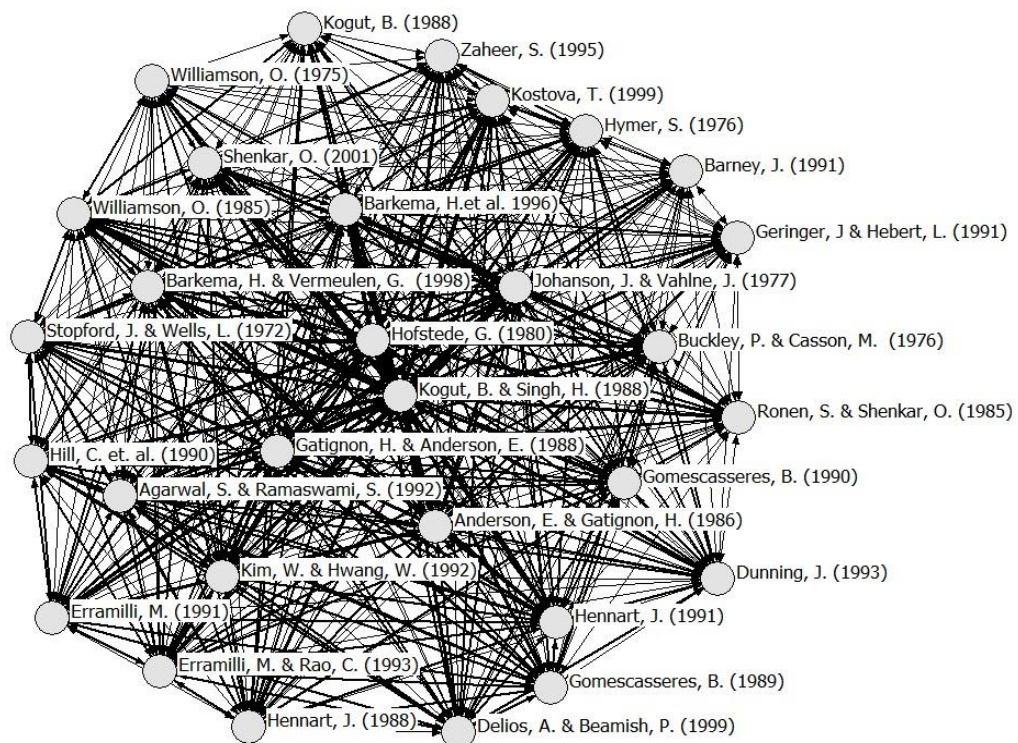 Kogut, B. (1988)
Zaheer, S. (1995)
Williamson, O. (1975)
Kostova, T. (1999)
Hymer, S. (1976)
Shenkar, O. (2001)
Barney, J. (1991)
Williamson, O. (1985)
Barkema, H.et al. 1996)
Geringer, J & Hebert, L. (1991)
Barkema, H. & Vermeulen, G. (1998)
Johanson, J. & Vahlne, J. (1977)
Stopford, J. & Wells, L. (1972)
Hofstede, G. (1980)
Buckley, P. & Casson, M. (1976)
Kogut, B. & Singh, H. (1988)
Ronen, S. & Shenkar, O. (1985)
Gatignon, H. & Anderson, E. (1988)
Hill, C. et. al. (1990)
Gomescasseres, B. (1990)
Agarwal, S. & Ramaswami, S. (1992)
Anderson, E. & Gatignon, H. (1986)
Kim, W. & Hwang, W. (1992)
Dunning, J. (1993)
Erramilli, M. (1991)
Hennart, J. (1991)
Erramilli, M. & Rao, C. (1993)
Gomescasseres, B. (1989)
Hennart, J. (1988)
Delios, A. & Beamish, P. (1999)